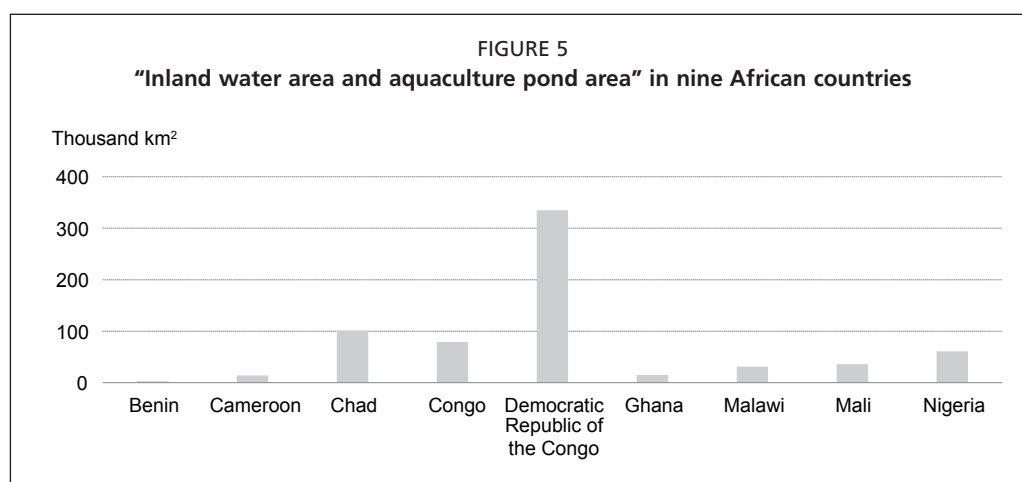 FIGURE 5
“Inland water area and aquaculture pond area” in nine African countries
Thousand km²
400
300
200
100
0
Benin Cameroon Chad Congo Democratic Republic of the Congo Ghana Malawi Mali Nigeria